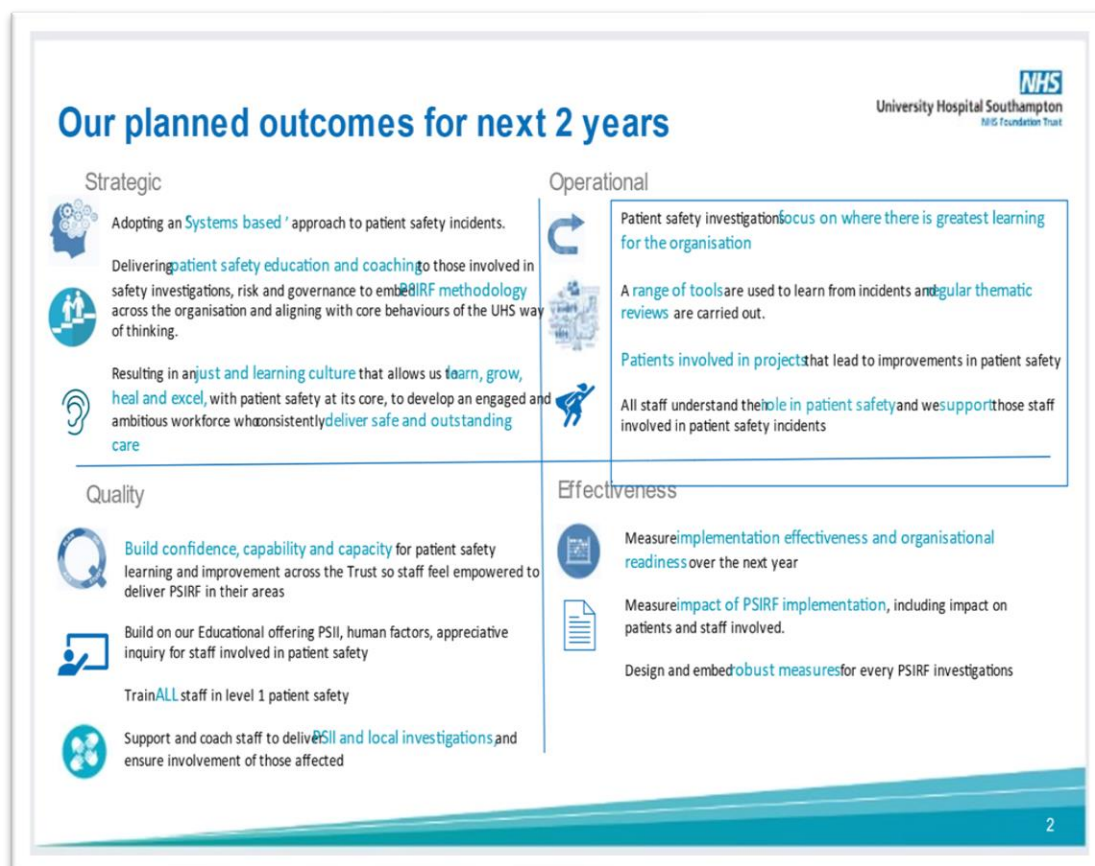 NHS
University Hospital Southampton
NHS Foundation Trust
Our planned outcomes for next 2 years
Strategic
Adopting an Systems based ’ approach to patient safety incidents.
Delivering patient safety education and coaching to those involved in
safety investigations, risk and governance to embed PSIRF methodology
across the organisation and aligning with core behaviours of the UHS way
of thinking.
Resulting in an just and learning culture that allows us to learn, grow,
heal and excel, with patient safety at its core, to develop an engaged and
ambitious workforce who consistently deliver safe and outstanding
care
Operational
Patient safety investigations focus on where there is greatest learning
for the organisation
A range of tools are used to learn from incidents and regular thematic
reviews are carried out.
Patients involved in projects that lead to improvements in patient safety
All staff understand their role in patient safety and we support those staff
involved in patient safety incidents
Quality
Build confidence, capability and capacity for patient safety
learning and improvement across the Trust so staff feel empowered to
deliver PSIRF in their areas
Build on our Educational offering PSII, human factors, appreciative
inquiry for staff involved in patient safety
Train ALL staff in level 1 patient safety
Support and coach staff to deliver PSII and local investigations, and
ensure involvement of those affected
Effectiveness
Measure implementation effectiveness and organisational
readiness over the next year
Measure impact of PSIRF implementation, including impact on
patients and staff involved.
Design and embed robust measures for every PSIRF investigations
2